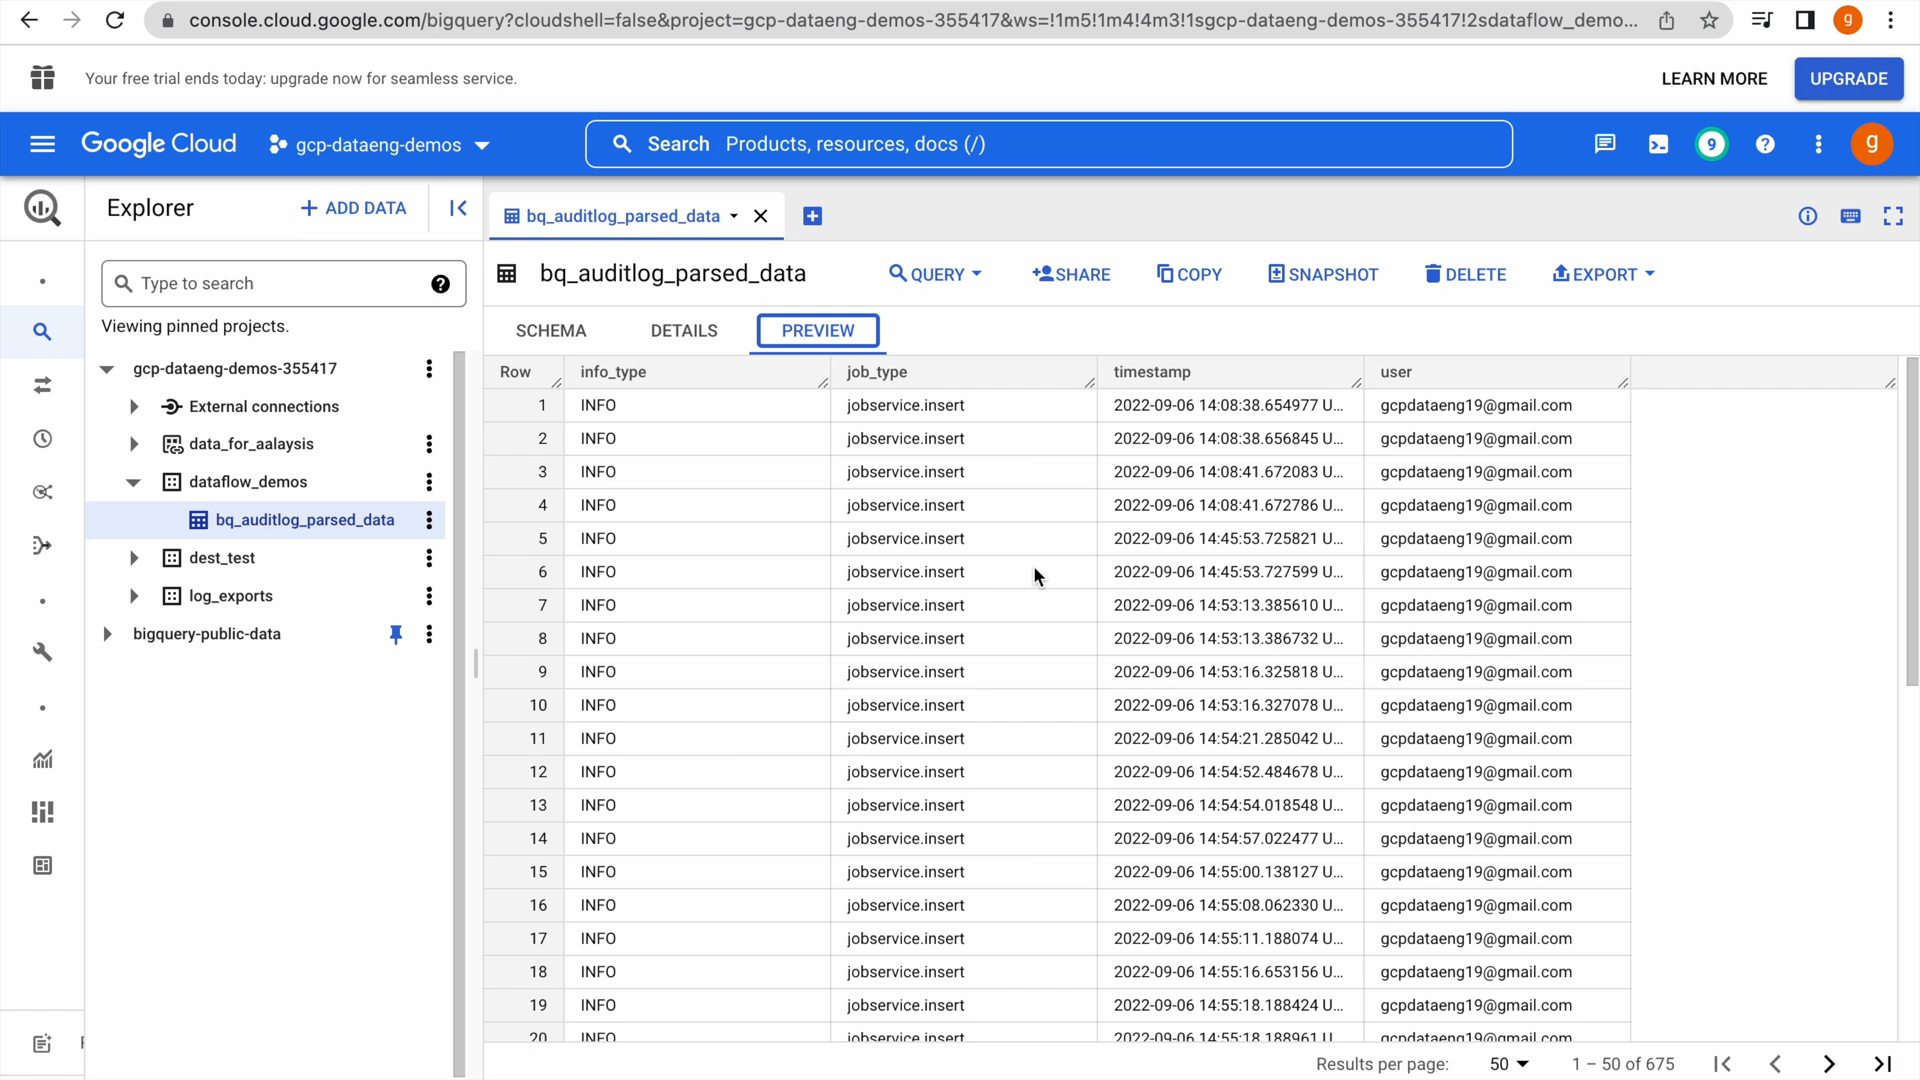 console.cloud.google.com/bigquery?cloudshell=false&project=gcp-dataeng-demos-355417&ws=!1m5!1m4!4m3!1sgcp-dataeng-demos-355417!2sdataflow_demo...
g
Your free trial ends today: upgrade now for seamless service.
LEARN MORE
UPGRADE
Google Cloud
gcp-dataeng-demos
Search Products, resources, docs (/)
9
g
Explorer
+ ADD DATA
bq_auditlog_parsed_data
Type to search
Viewing pinned projects.
gcp-dataeng-demos-355417
External connections
data_for_aalaysis
dataflow_demos
bq_auditlog_parsed_data
dest_test
log_exports
bigquery-public-data
bq_auditlog_parsed_data
QUERY
SHARE
COPY
SNAPSHOT
DELETE
EXPORT
SCHEMA
DETAILS
PREVIEW
Row info_type job_type timestamp user
1 INFO jobservice.insert 2022-09-06 14:08:38.654977 U... gcpdataeng19@gmail.com
2 INFO jobservice.insert 2022-09-06 14:08:38.656845 U... gcpdataeng19@gmail.com
3 INFO jobservice.insert 2022-09-06 14:08:41.672083 U... gcpdataeng19@gmail.com
4 INFO jobservice.insert 2022-09-06 14:08:41.672786 U... gcpdataeng19@gmail.com
5 INFO jobservice.insert 2022-09-06 14:45:53.725821 U... gcpdataeng19@gmail.com
6 INFO jobservice.insert 2022-09-06 14:45:53.727599 U... gcpdataeng19@gmail.com
7 INFO jobservice.insert 2022-09-06 14:53:13.385610 U... gcpdataeng19@gmail.com
8 INFO jobservice.insert 2022-09-06 14:53:13.386732 U... gcpdataeng19@gmail.com
9 INFO jobservice.insert 2022-09-06 14:53:16.325818 U... gcpdataeng19@gmail.com
10 INFO jobservice.insert 2022-09-06 14:53:16.327078 U... gcpdataeng19@gmail.com
11 INFO jobservice.insert 2022-09-06 14:54:21.285042 U... gcpdataeng19@gmail.com
12 INFO jobservice.insert 2022-09-06 14:54:52.484678 U... gcpdataeng19@gmail.com
13 INFO jobservice.insert 2022-09-06 14:54:54.018548 U... gcpdataeng19@gmail.com
14 INFO jobservice.insert 2022-09-06 14:54:57.022477 U... gcpdataeng19@gmail.com
15 INFO jobservice.insert 2022-09-06 14:55:00.138127 U... gcpdataeng19@gmail.com
16 INFO jobservice.insert 2022-09-06 14:55:08.062330 U... gcpdataeng19@gmail.com
17 INFO jobservice.insert 2022-09-06 14:55:11.188074 U... gcpdataeng19@gmail.com
18 INFO jobservice.insert 2022-09-06 14:55:16.653156 U... gcpdataeng19@gmail.com
19 INFO jobservice.insert 2022-09-06 14:55:18.188424 U... gcpdataeng19@gmail.com
20 INFO jobservice.insert 2022-09-06 14:55:18.188961 U... gcpdataeng19@gmail.com
Results per page: 50 1 – 50 of 675